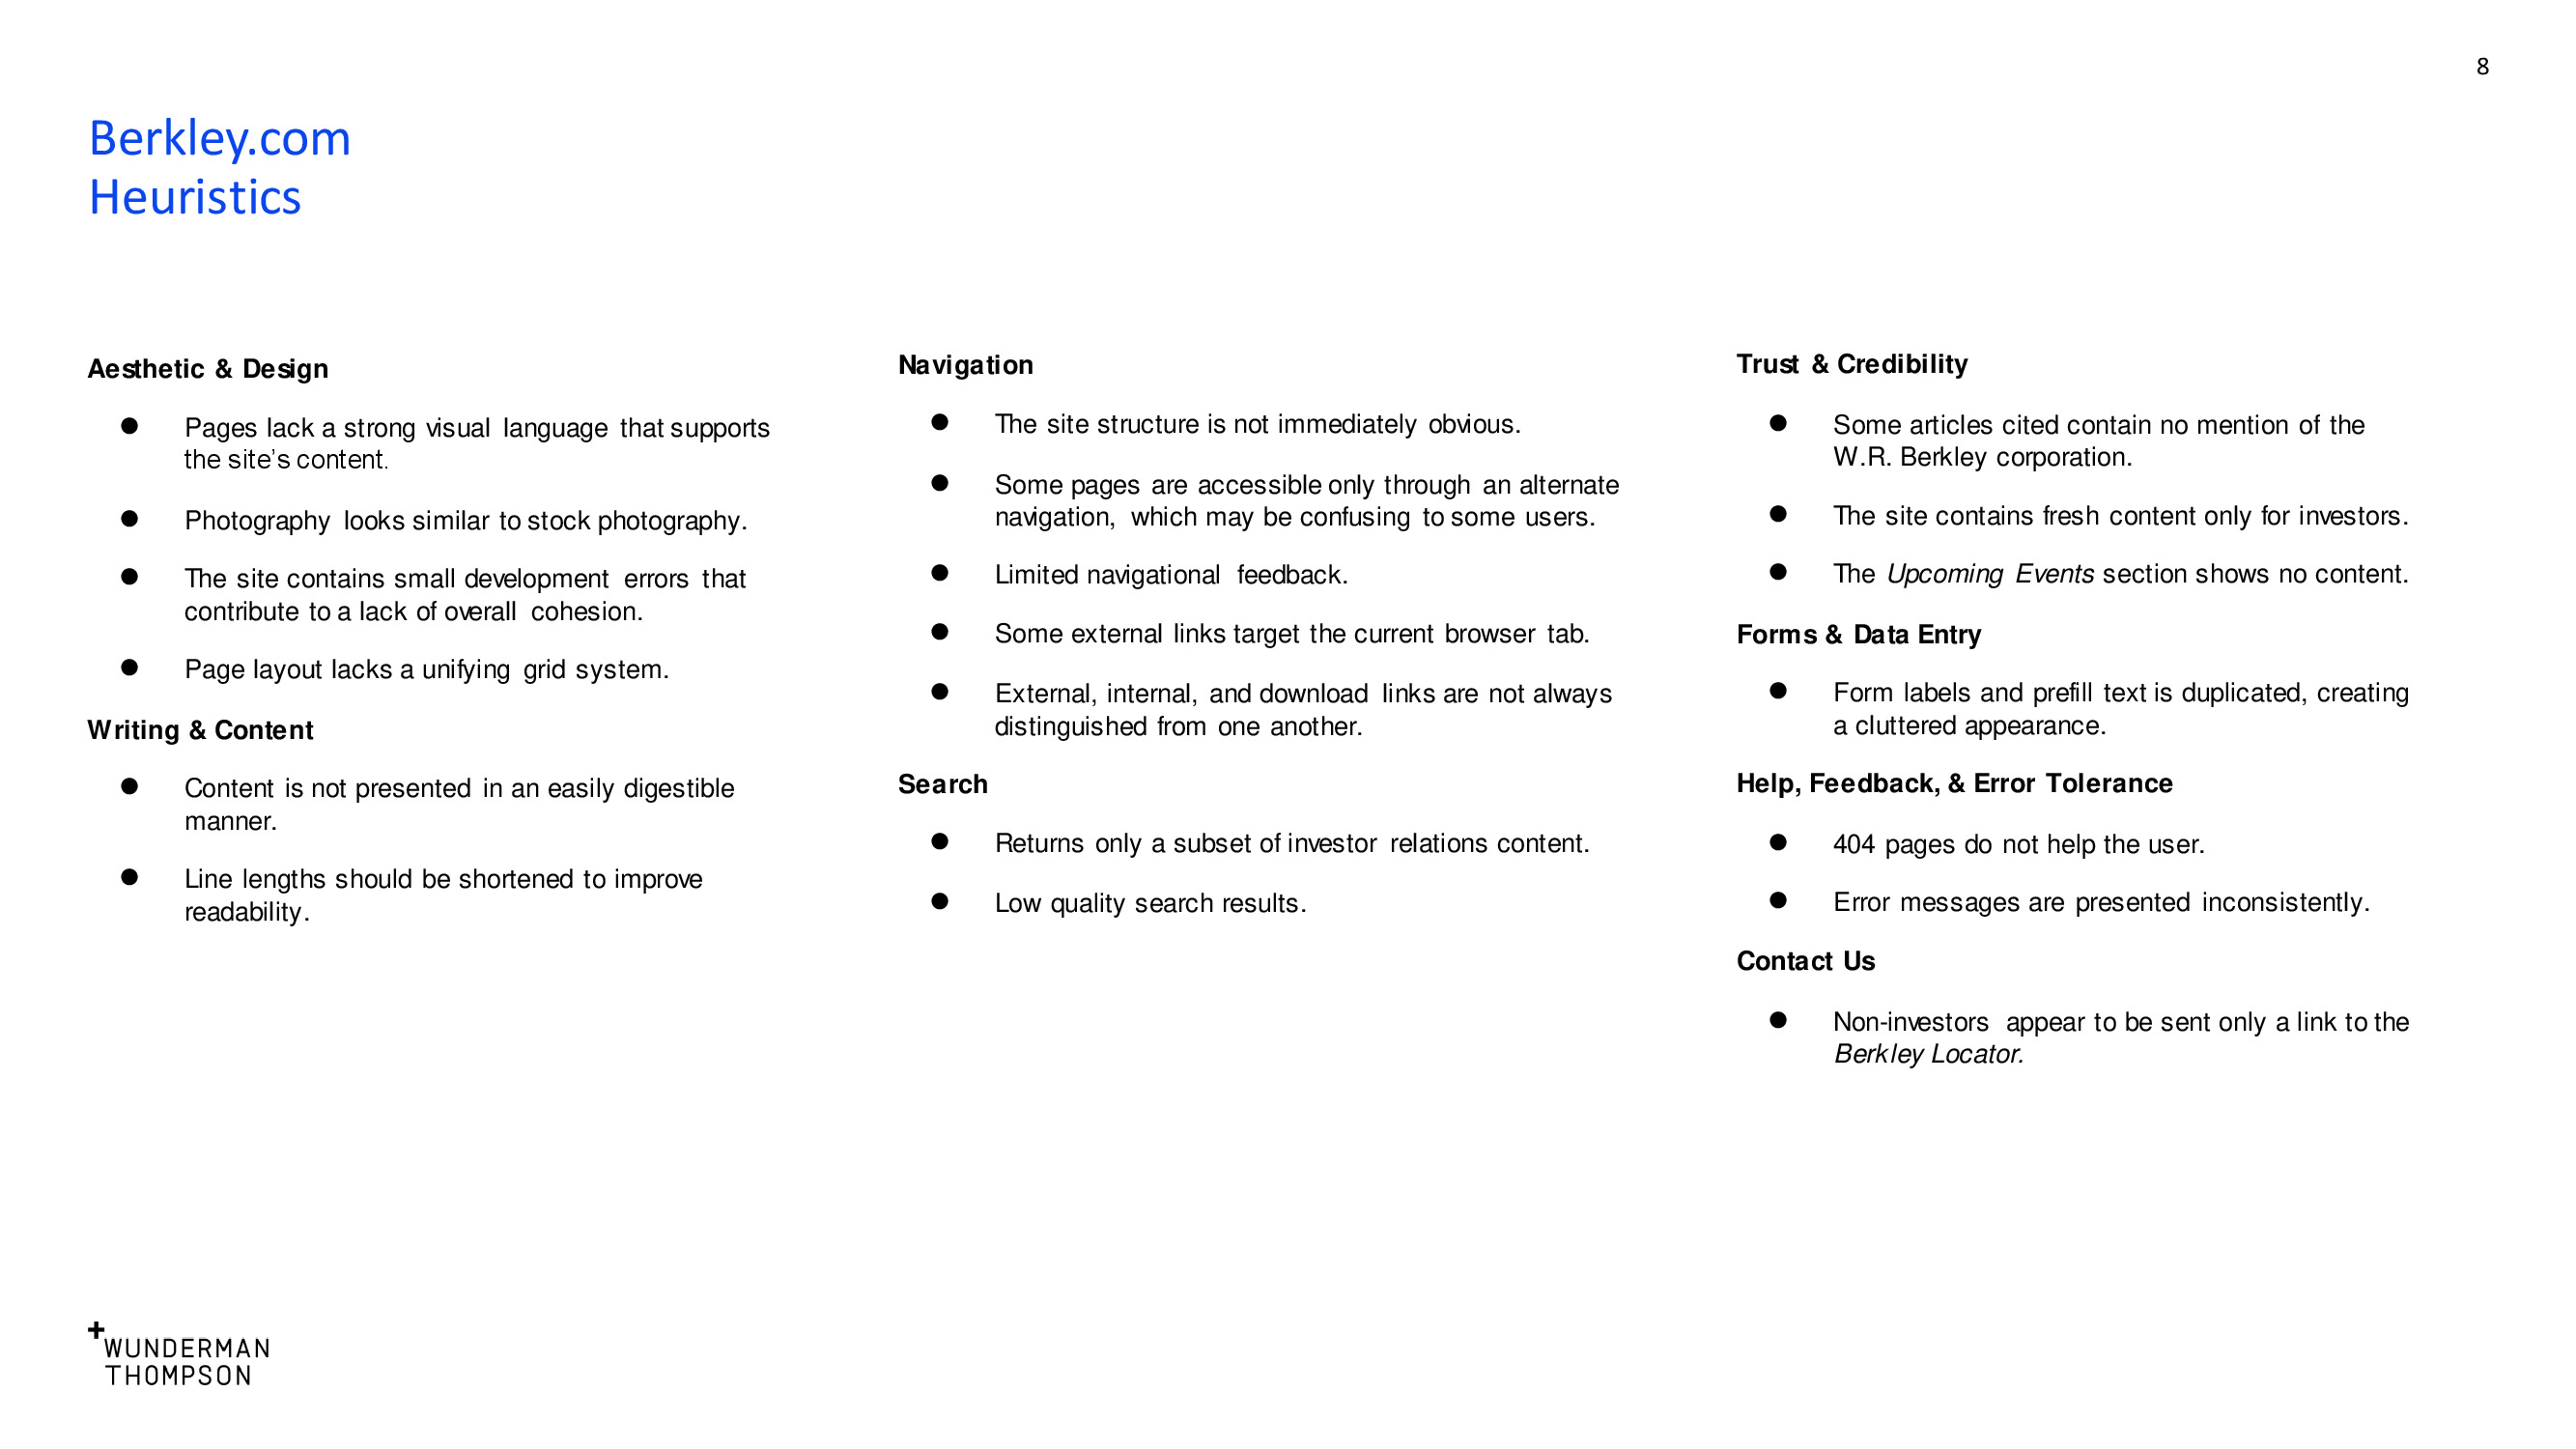 8
Berkley.com
Heuristics
Aesthetic & Design
● Pages lack a strong visual language that supports
the site’s content.
● Photography looks similar to stock photography.
● The site contains small development errors that
contribute to a lack of overall cohesion.
● Page layout lacks a unifying grid system.
Writing & Content
● Content is not presented in an easily digestible
manner.
● Line lengths should be shortened to improve
readability.
Navigation
● The site structure is not immediately obvious.
● Some pages are accessible only through an alternate
navigation, which may be confusing to some users.
● Limited navigational feedback.
● Some external links target the current browser tab.
● External, internal, and download links are not always
distinguished from one another.
Search
● Returns only a subset of investor relations content.
● Low quality search results.
Trust & Credibility
● Some articles cited contain no mention of the
W.R. Berkley corporation.
● The site contains fresh content only for investors.
● The Upcoming Events section shows no content.
Forms & Data Entry
● Form labels and prefill text is duplicated, creating
a cluttered appearance.
Help, Feedback, & Error Tolerance
● 404 pages do not help the user.
● Error messages are presented inconsistently.
Contact Us
● Non-investors appear to be sent only a link to the
Berkley Locator.
+
WUNDERMAN
THOMPSON